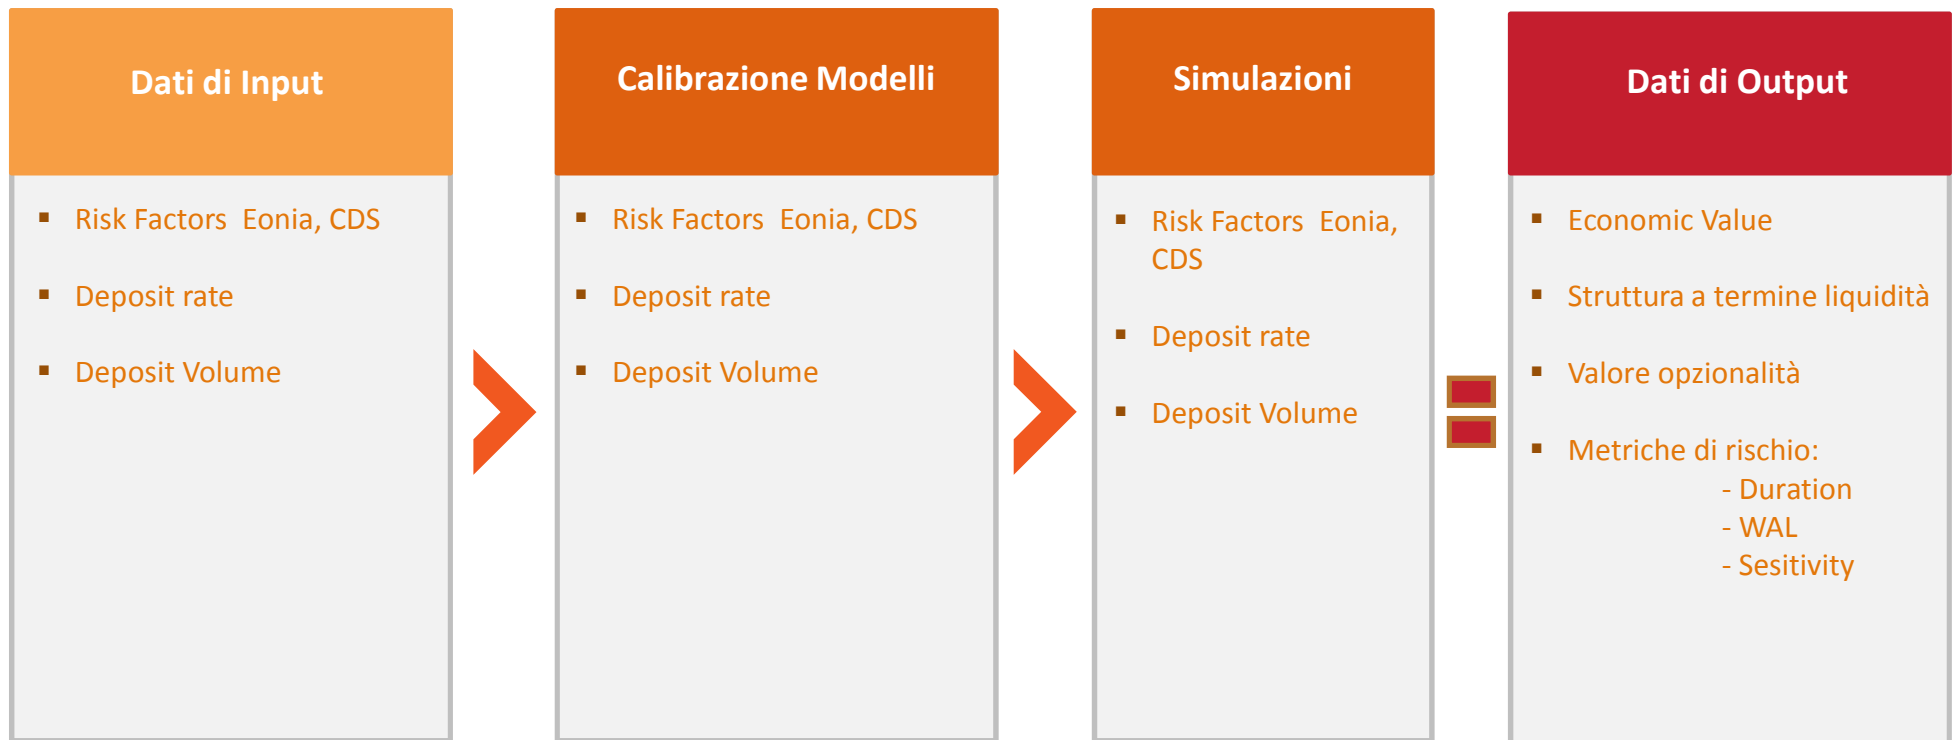 Dati di Input
Risk Factors Eonia, CDS
Deposit rate
Deposit Volume
Calibrazione Modelli
Risk Factors Eonia, CDS
Deposit rate
Deposit Volume
Simulazioni
Risk Factors Eonia,
CDS
Deposit rate
Deposit Volume
Dati di Output
Economic Value
Struttura a termine liquidità
Valore opzionalità
Metriche di rischio:
- Duration
- WAL
- Sesitivity